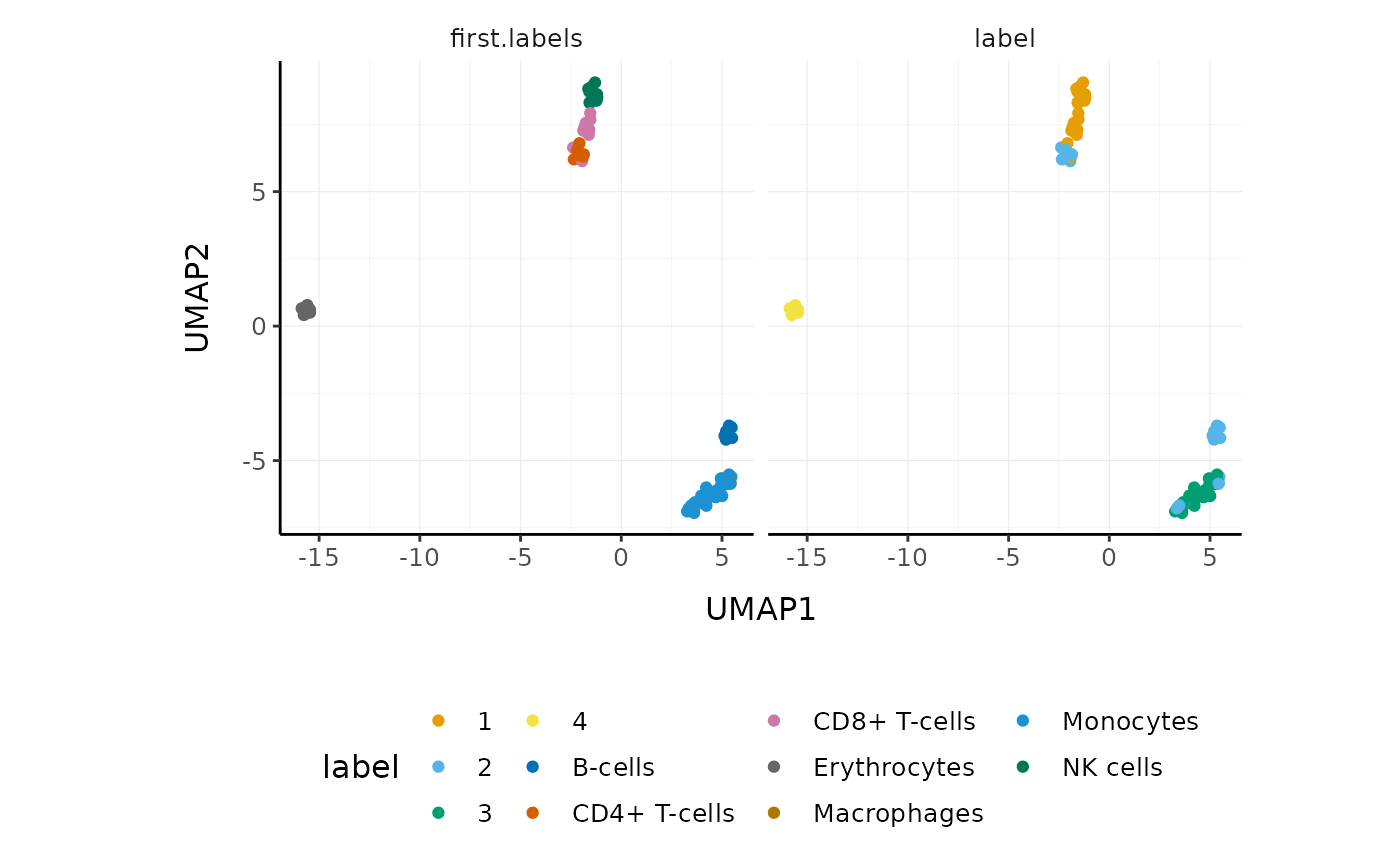 first.labels label
UMAP2
5
0
-5
-15 -10 -5 0 5 -15 -10 -5 0 5
UMAP1
label
1 4 CD8+ T-cells Monocytes
2 B-cells Erythrocytes NK cells
3 CD4+ T-cells Macrophages